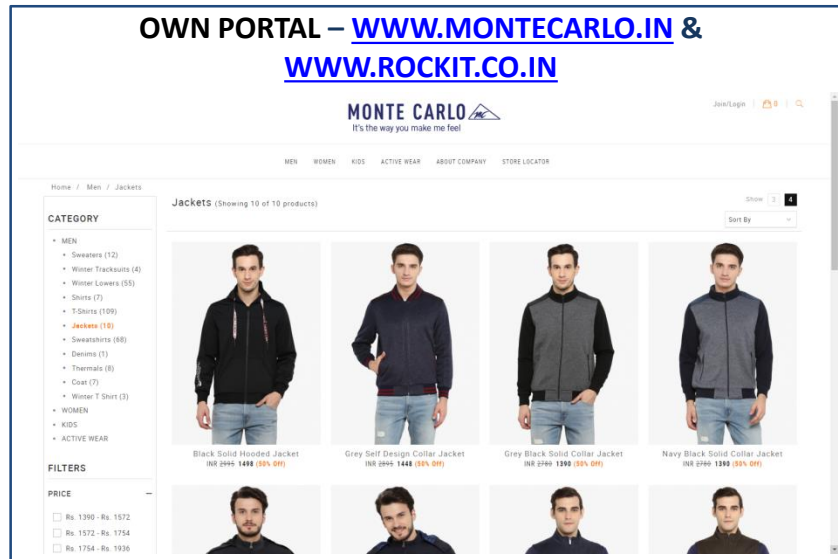 OWN PORTAL – WWW.MONTECARLO.IN &
WWW.ROCKIT.CO.IN
MONTE CARLO
It's the way you make me feel
Join/Login | 0 |
MEN WOMEN KIDS ACTIVE WEAR ABOUT COMPANY STORE LOCATOR
Home / Men / Jackets
Jackets (Showing 10 of 10 products)
Show 3 4
Sort By
CATEGORY
MEN
Sweaters (12)
Winter Tracksuits (4)
Winter Lowers (55)
Shirts (7)
T-Shirts (109)
Jackets (10)
Sweatshirts (68)
Denims (1)
Thermals (8)
Coat (7)
Winter T Shirt (3)
WOMEN
KIDS
ACTIVE WEAR
FILTERS
PRICE –
Rs. 1390 - Rs. 1572
Rs. 1572 - Rs. 1754
Rs. 1754 - Rs. 1936
Black Solid Hooded Jacket
INR 2995 1498 (50% Off)
Grey Self Design Collar Jacket
INR 2895 1448 (50% Off)
Grey Black Solid Collar Jacket
INR 2780 1390 (50% Off)
Navy Black Solid Collar Jacket
INR 2780 1390 (50% Off)